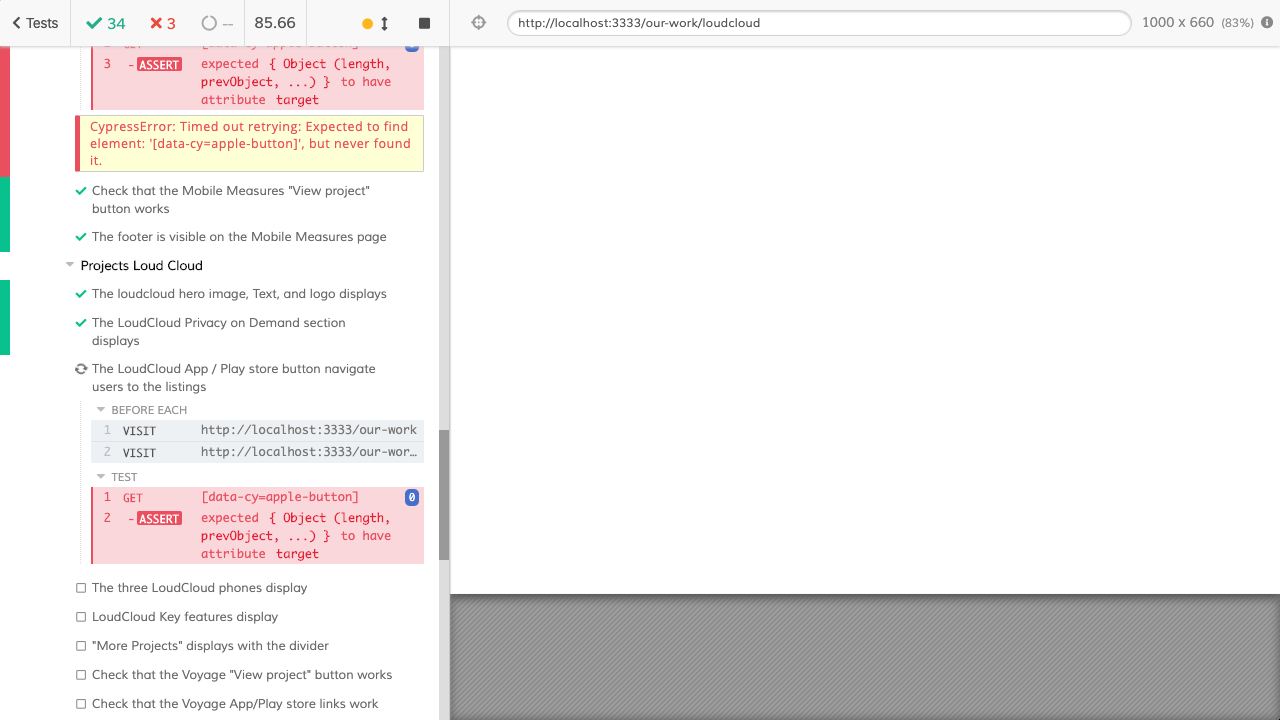 Tests 34 3 -- 85.66 http://localhost:3333/our-work/loudcloud 1000 x 660 (83%)
3 - ASSERT expected { Object (length,
prevObject, ...) } to have
attribute target
CypressError: Timed out retrying: Expected to find
element: '[data-cy=apple-button]', but never found
it.
Check that the Mobile Measures "View project"
button works
The footer is visible on the Mobile Measures page
Projects Loud Cloud
The loudcloud hero image, Text, and logo displays
The LoudCloud Privacy on Demand section
displays
The LoudCloud App / Play store button navigate
users to the listings
BEFORE EACH
1 VISIT http://localhost:3333/our-work
2 VISIT http://localhost:3333/our-wor…
TEST
1 GET [data-cy=apple-button] 0
2 - ASSERT expected { Object (length,
prevObject, ...) } to have
attribute target
The three LoudCloud phones display
LoudCloud Key features display
"More Projects" displays with the divider
Check that the Voyage "View project" button works
Check that the Voyage App/Play store links work